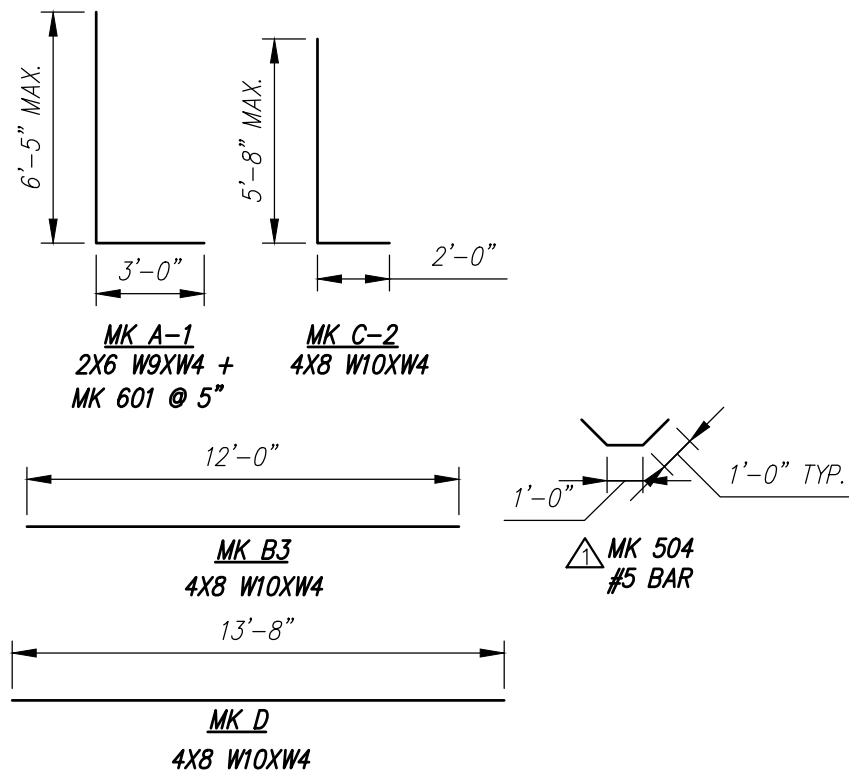 6'-5" MAX.
3'-0"
MK A-1
2X6 W9XW4 +
MK 601 @ 5"
5'-8" MAX.
2'-0"
MK C-2
4X8 W10XW4
12'-0"
MK B3
4X8 W10XW4
1'-0"
1'-0" TYP.
1 MK 504
#5 BAR
13'-8"
MK D
4X8 W10XW4